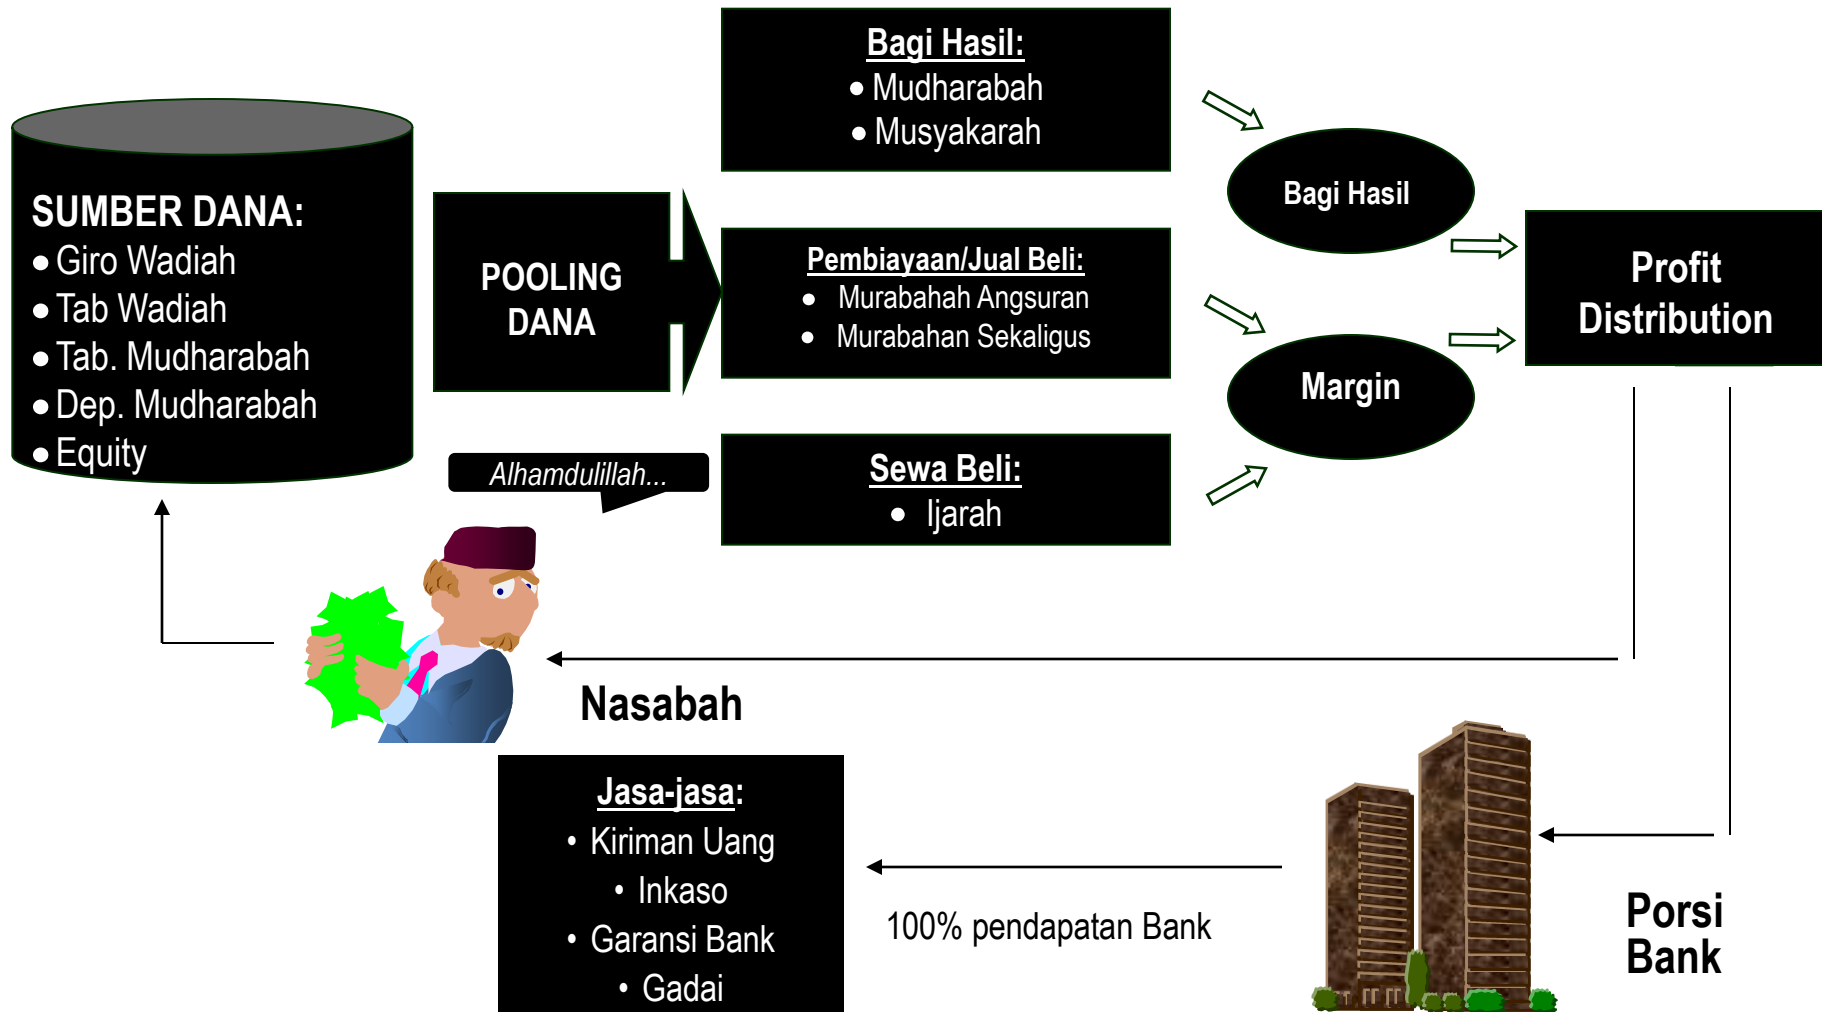 SUMBER DANA:
• Giro Wadiah
• Tab Wadiah
• Tab. Mudharabah
• Dep. Mudharabah
• Equity
POOLING
DANA
Bagi Hasil:
• Mudharabah
• Musyakarah
Pembiayaan/Jual Beli:
• Murabahah Angsuran
• Murabahan Sekaligus
Sewa Beli:
• Ijarah
Bagi Hasil
Margin
Profit
Distribution
Alhamdulillah...
Nasabah
Jasa-jasa:
• Kiriman Uang
• Inkaso
• Garansi Bank
• Gadai
100% pendapatan Bank
Porsi
Bank